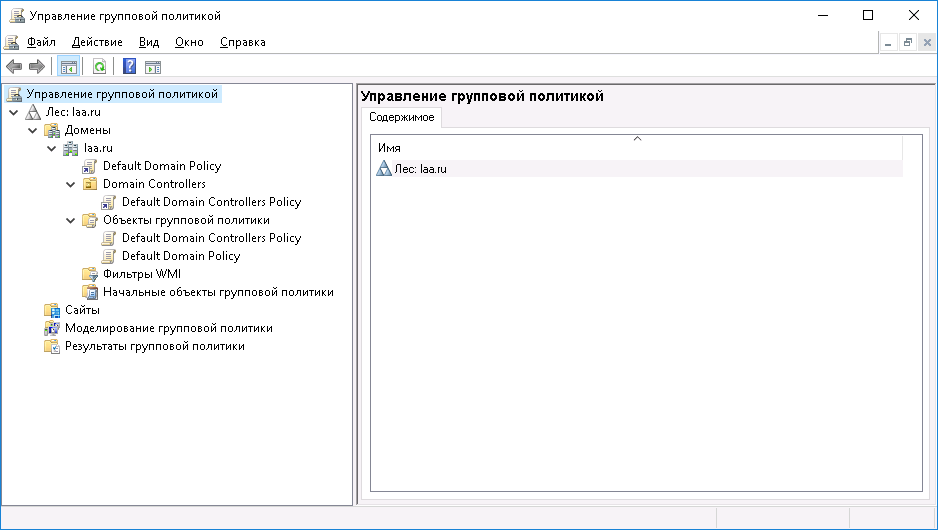 Управление групповой политикой
Файл Действие Вид Окно Справка
Управление групповой политикой
Лес: laa.ru
Домены
laa.ru
Default Domain Policy
Domain Controllers
Default Domain Controllers Policy
Объекты групповой политики
Default Domain Controllers Policy
Default Domain Policy
Фильтры WMI
Начальные объекты групповой политики
Сайты
Моделирование групповой политики
Результаты групповой политики
Управление групповой политикой
Содержимое
Имя
Лес: laa.ru